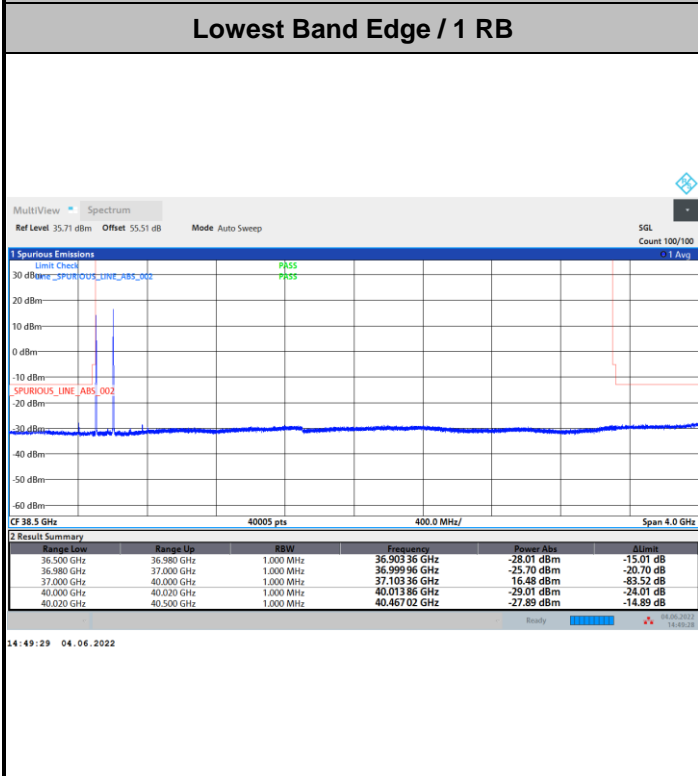 Lowest Band Edge / 1 RB
MultiView Spectrum
Ref Level 35.71 dBm Offset 55.51 dB Mode Auto Sweep SGL
Count 100/100
1 Spurious Emissions 1 Avg
Limit Check PASS
30 dBm Line _SPURIOUS_LINE_ABS_002 PASS
20 dBm
10 dBm
0 dBm
-10 dBm
_SPURIOUS_LINE_ABS_002
-20 dBm
-30 dBm
-40 dBm
-50 dBm
-60 dBm
CF 38.5 GHz 40005 pts 400.0 MHz/ Span 4.0 GHz
2 Result Summary
Range Low Range Up RBW Frequency Power Abs ΔLimit
36.500 GHz 36.980 GHz 1.000 MHz 36.903 36 GHz -28.01 dBm -15.01 dB
36.980 GHz 37.000 GHz 1.000 MHz 36.999 96 GHz -25.70 dBm -20.70 dB
37.000 GHz 40.000 GHz 1.000 MHz 37.103 36 GHz 16.48 dBm -83.52 dB
40.000 GHz 40.020 GHz 1.000 MHz 40.013 86 GHz -29.01 dBm -24.01 dB
40.020 GHz 40.500 GHz 1.000 MHz 40.467 02 GHz -27.89 dBm -14.89 dB
Ready 04.06.2022
14:49:28
14:49:29 04.06.2022